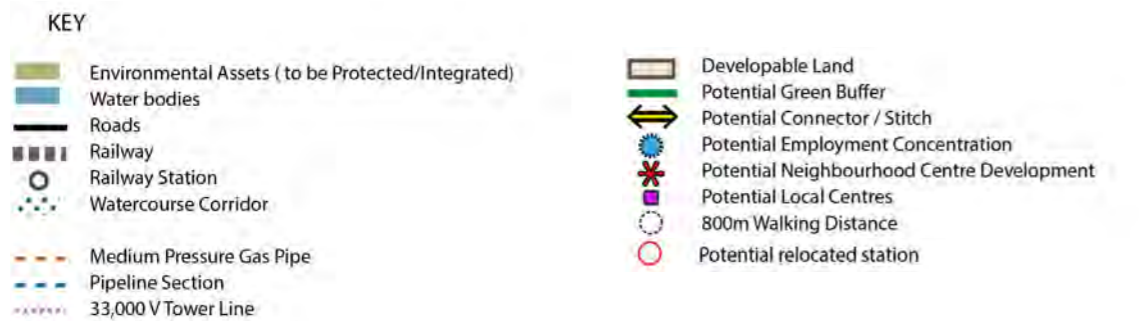 KEY
Environmental Assets ( to be Protected/Integrated)
Water bodies
Roads
Railway
Railway Station
Watercourse Corridor
Medium Pressure Gas Pipe
Pipeline Section
33,000 V Tower Line
Developable Land
Potential Green Buffer
Potential Connector / Stitch
Potential Employment Concentration
Potential Neighbourhood Centre Development
Potential Local Centres
800m Walking Distance
Potential relocated station